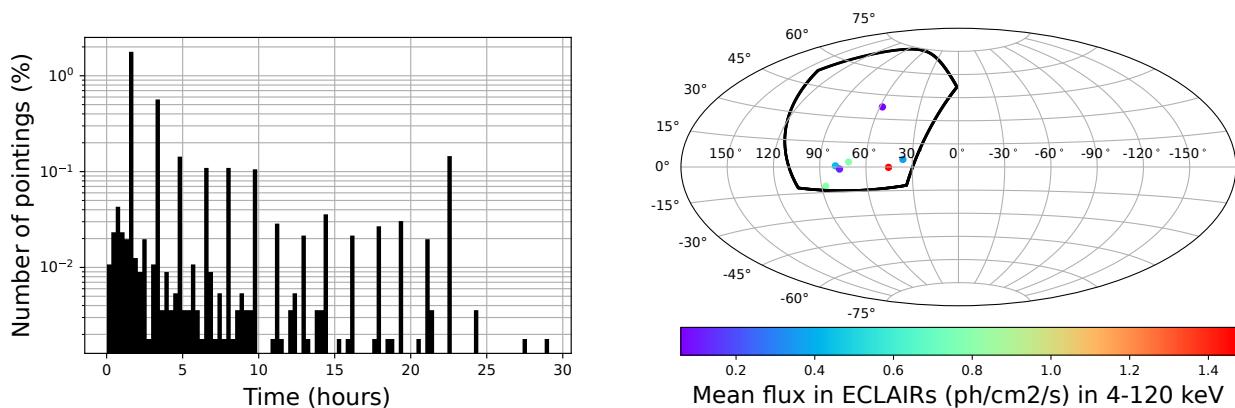 10⁰
10⁻¹
10⁻²
Number of pointings (%)
0 5 10 15 20 25 30
Time (hours)
75°
60°
45°
30°
15°
0°
-15°
-30°
-45°
-60°
-75°
150° 120° 90° 60° 30° 0° -30° -60° -90° -120° -150°
0.2 0.4 0.6 0.8 1.0 1.2 1.4
Mean flux in ECLAIRs (ph/cm2/s) in 4-120 keV